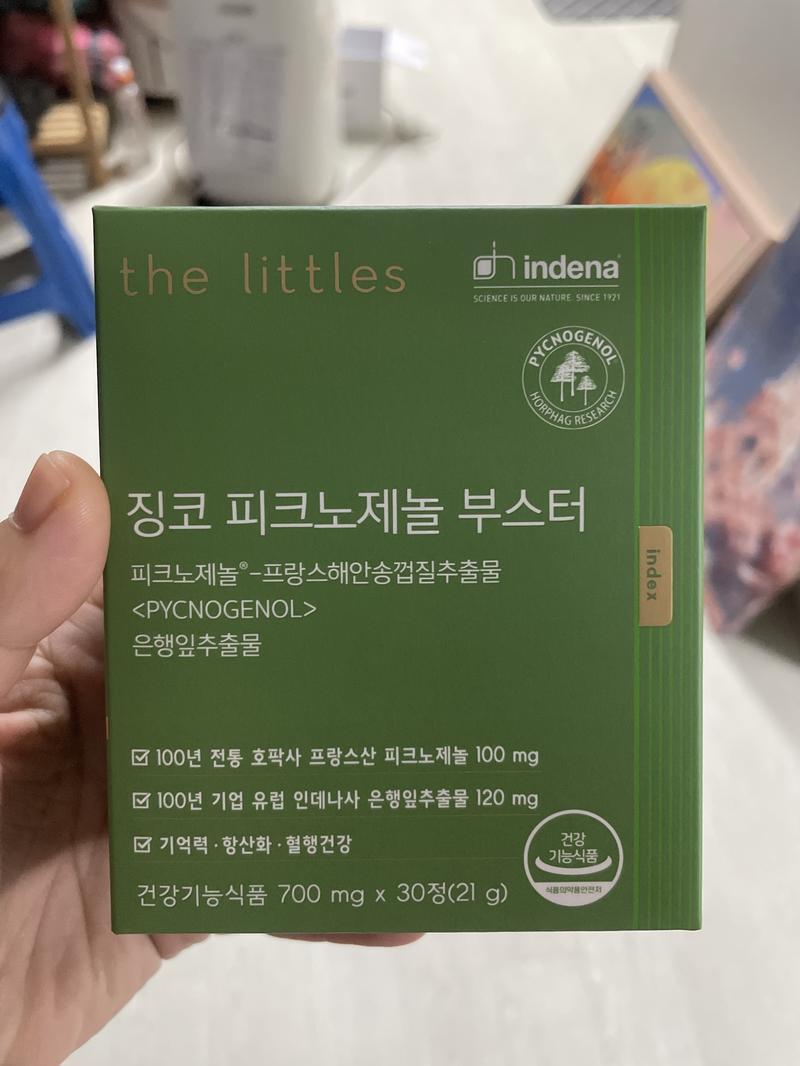 the littles
indena
SCIENCE IS OUR NATURE SINCE 1921
PYCNOGENOL
HORPHAG RESEARCH
징코 피크노제놀 부스터
피크노제놀®-프랑스해안송껍질추출물
<PYCNOGENOL>
은행잎추출물
index
☑ 100년 전통 호팍사 프랑스산 피크노제놀 100 mg
☑ 100년 기업 유럽 인데나사 은행잎추출물 120 mg
☑ 기억력·항산화·혈행건강
건강
기능식품
식품의약품안전처
건강기능식품 700 mg x 30정(21 g)